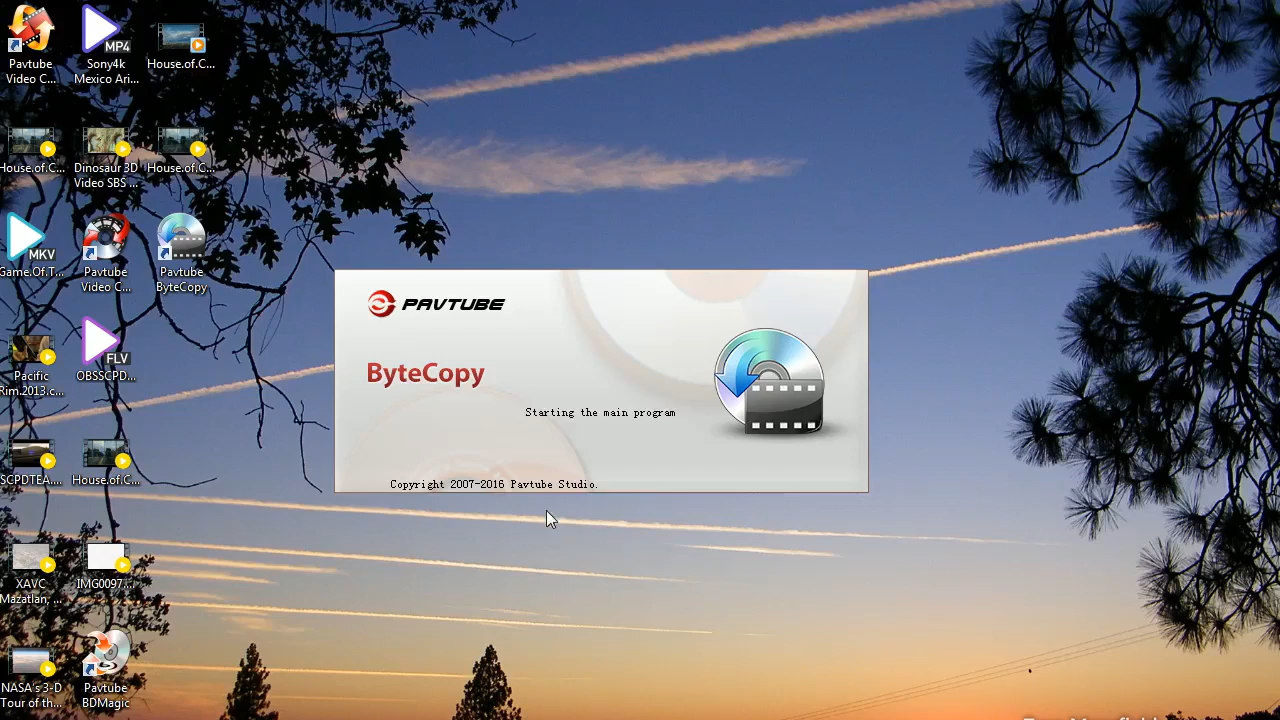 Pavtube
Video C...
MP4
Sony4k
Mexico Ari...
House.of.C...
House.of.C...
Dinosaur 3D
Video SBS ...
House.of.C...
MKV
Game.Of.T...
Pavtube
Video C...
Pavtube
ByteCopy
Pacific
Rim.2013.c...
FLV
OBSSCPD...
SCPDTEA....
House.of.C...
XAVC
Mazatlan, ...
IMG0097....
NASA's 3-D
Tour of th...
Pavtube
BDMagic
PAVTUBE
ByteCopy
Starting the main program
Copyright 2007-2016 Pavtube Studio.